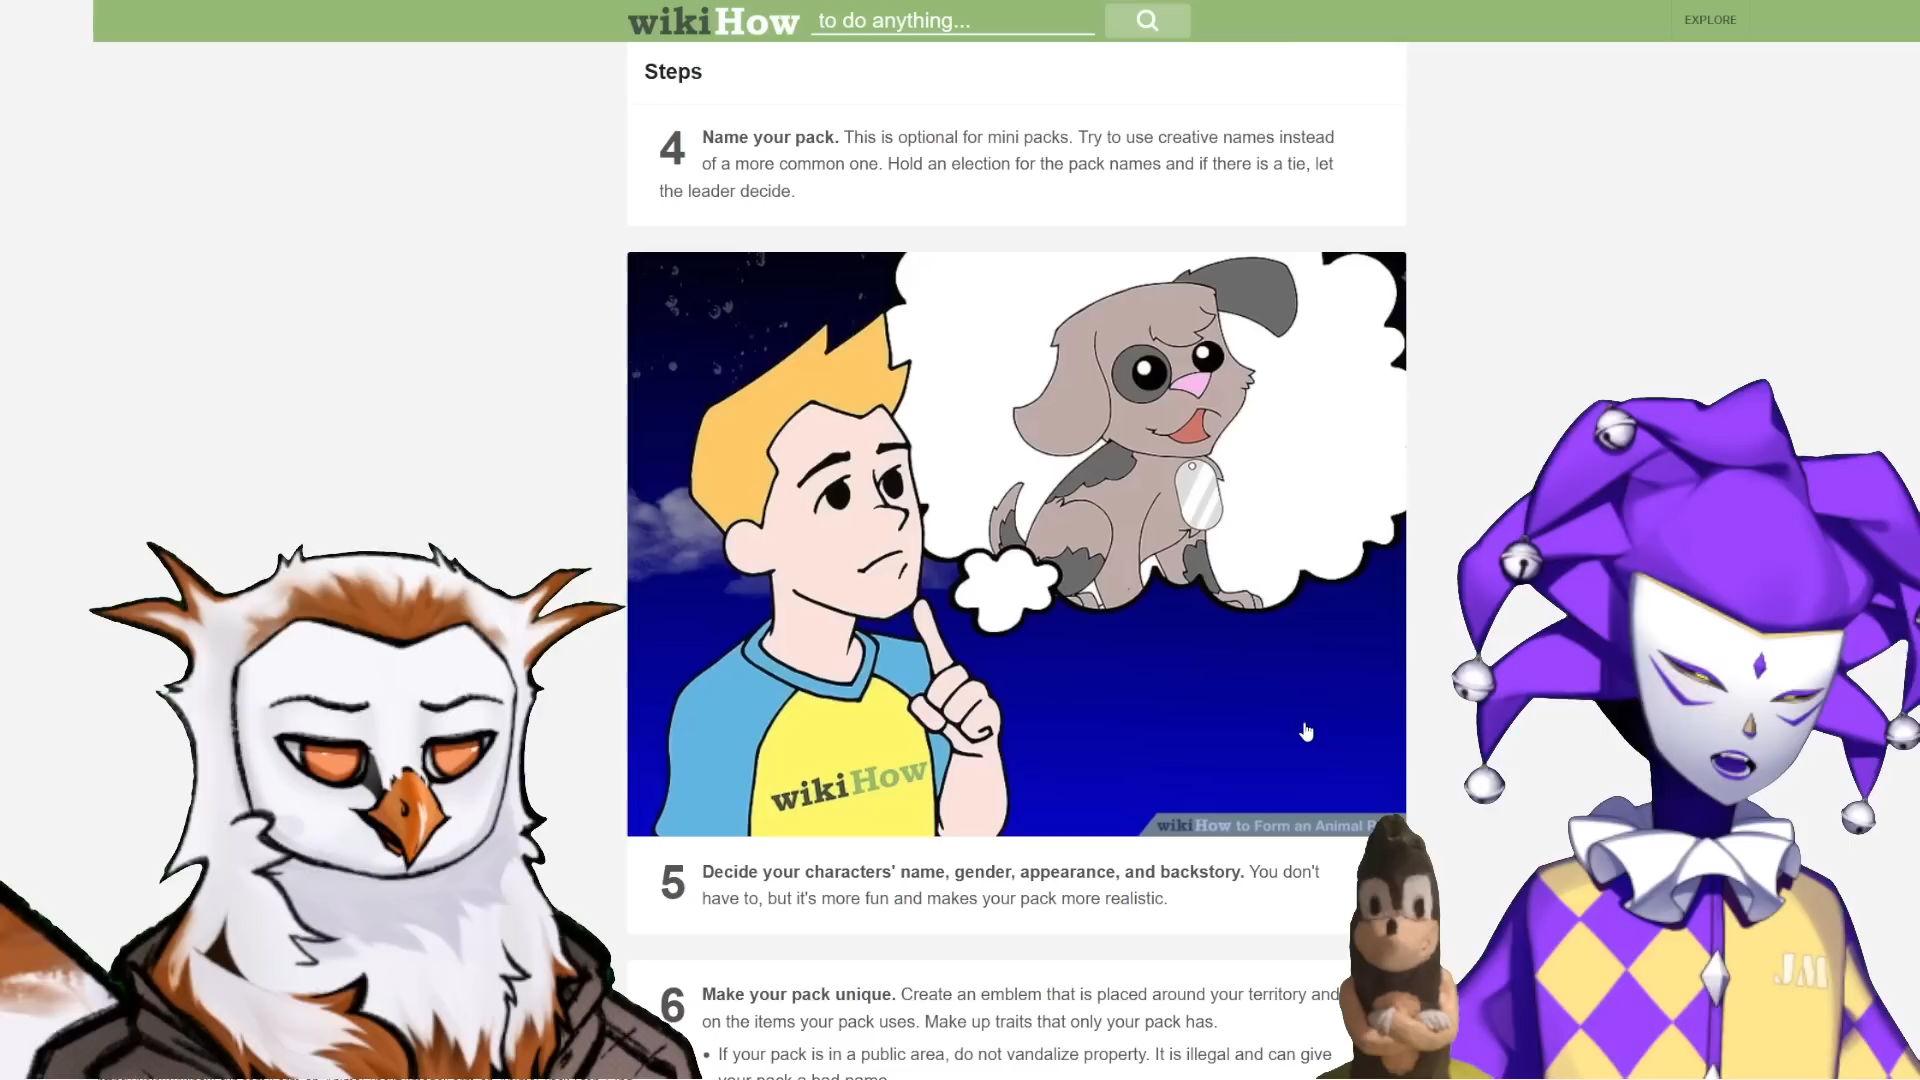 wikiHow to do anything...
EXPLORE
Steps
4 Name your pack. This is optional for mini packs. Try to use creative names instead
of a more common one. Hold an election for the pack names and if there is a tie, let
the leader decide.
wikiHow
wikiHow to Form an Animal
5 Decide your characters' name, gender, appearance, and backstory. You don't
have to, but it's more fun and makes your pack more realistic.
6 Make your pack unique. Create an emblem that is placed around your territory and
on the items your pack uses. Make up traits that only your pack has.
• If your pack is in a public area, do not vandalize property. It is illegal and can give
your pack a bad name.
JM